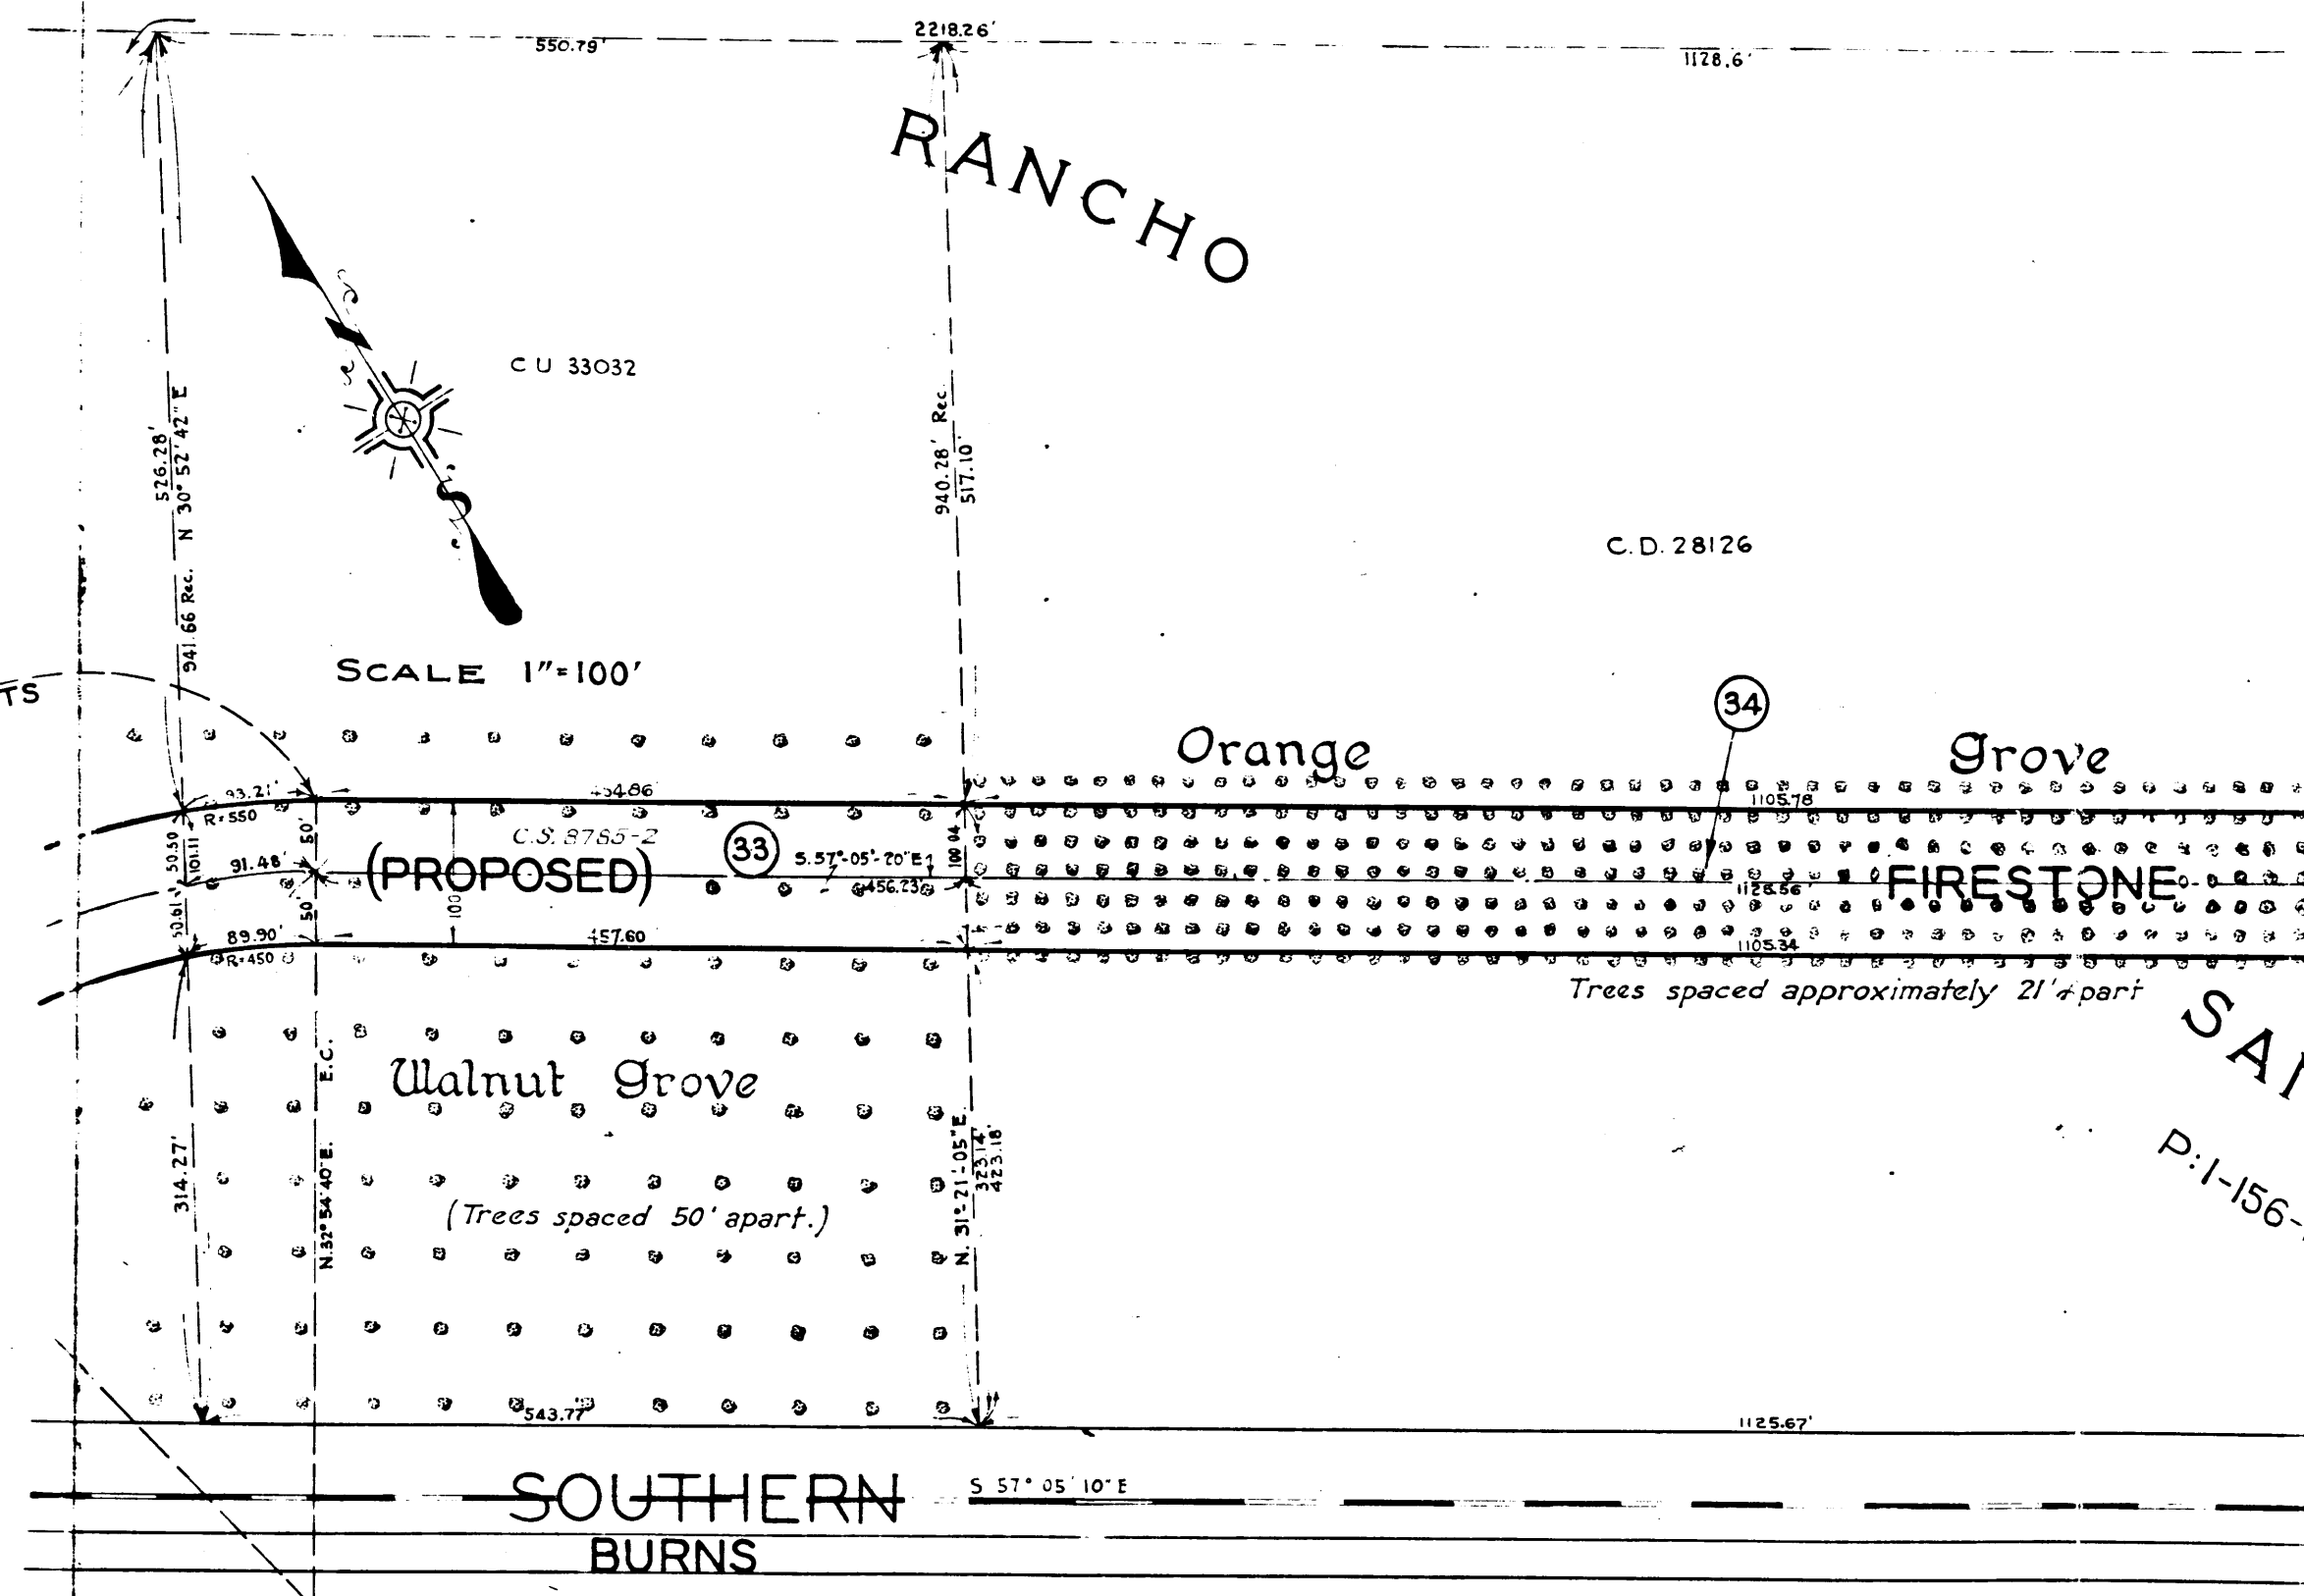 2218.26'
550.79'
1128.6'
RANCHO
C U 33032
526.28'
N 30° 52' 42" E
941.66 Rec.
940.28' Rec.
517.10'
S
C.D. 28126
SCALE 1"=100'
TS
34
Orange Grove
93.21'
R=550
454.86
1105.78
50.50
101.11
50'
C.S. 8785-2
33
S.57°-05'-20"E
100.04
91.48'
(PROPOSED)
456.23'
1128.56'
FIRESTONE
50.61'
50'
100
89.90'
R=450
457.60
1105.34
Trees spaced approximately 21' apart
SAN
E.C.
Walnut Grove
314.27'
N.32°54'40"E.
N. 31°-21'-05"E.
323.14'
423.18'
P:1-156-
(Trees spaced 50' apart.)
543.77'
1125.67'
SOUTHERN
S 57° 05' 10" E
BURNS